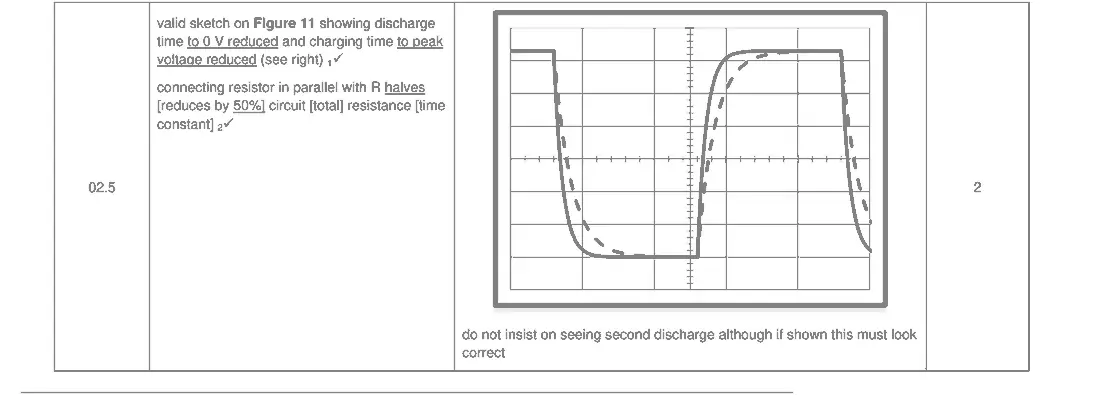 valid sketch on Figure 11 showing discharge
time to 0 V reduced and charging time to peak
voltage reduced (see right) ₁✓
connecting resistor in parallel with R halves
[reduces by 50%] circuit [total] resistance [time
constant] ₂✓
02.5
2
do not insist on seeing second discharge although if shown this must look
correct